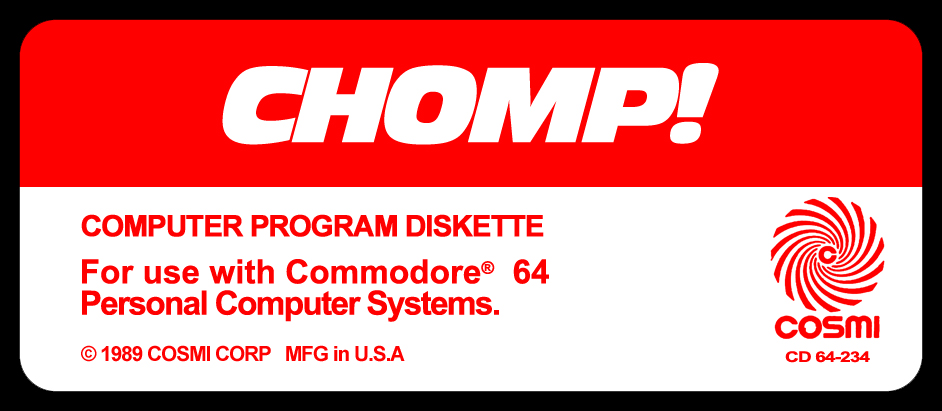 CHOMP!
COMPUTER PROGRAM DISKETTE
For use with Commodore® 64
Personal Computer Systems.
© 1989 COSMI CORP MFG in U.S.A
C
COSMI
CD 64-234